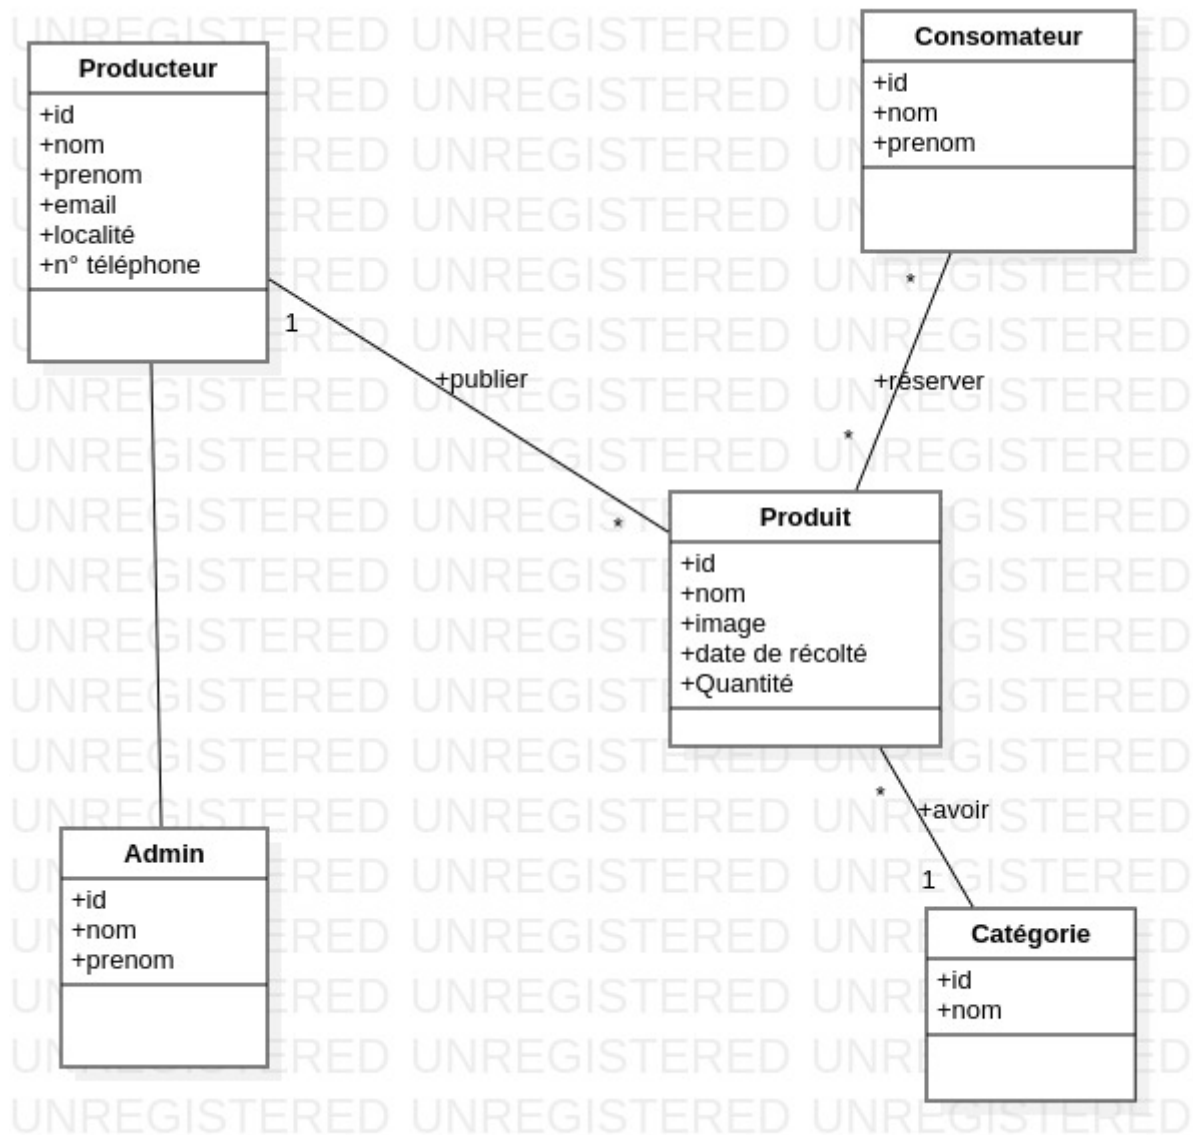 Producteur
+id
+nom
+prenom
+email
+localité
+n° téléphone
Consomateur
+id
+nom
+prenom
1
+publier
*
*
+réserver
*
Produit
+id
+nom
+image
+date de récolté
+Quantité
*
+avoir
1
Admin
+id
+nom
+prenom
Catégorie
+id
+nom
UNREGISTERED